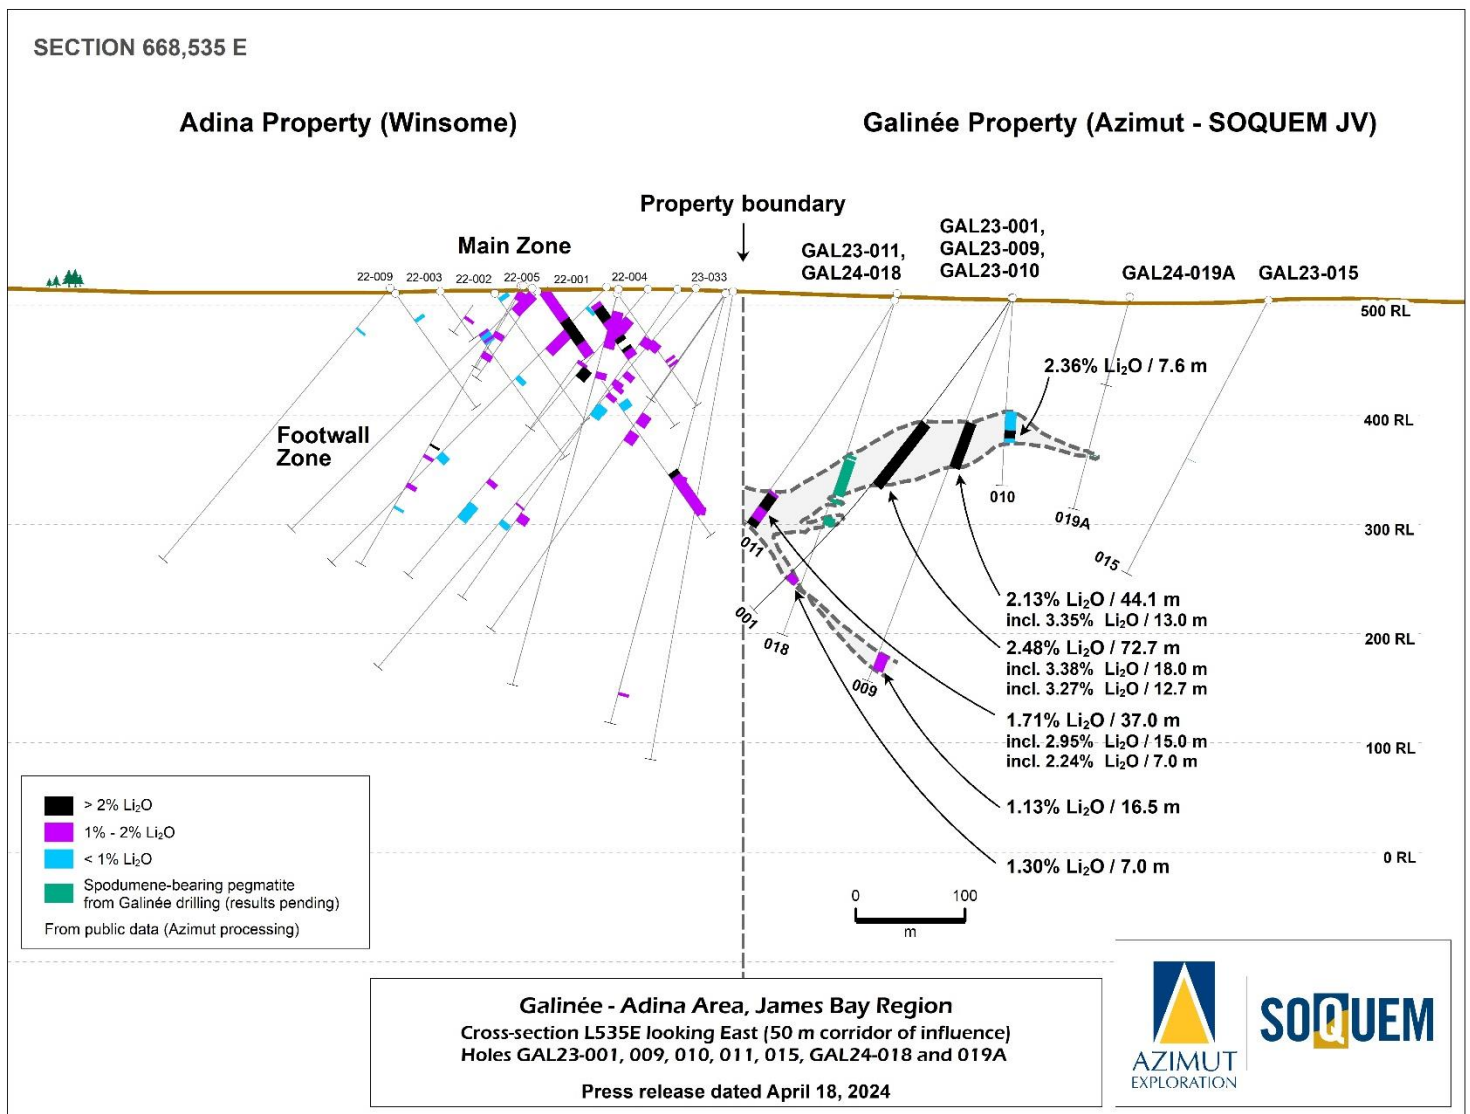 SECTION 668,535 E
Adina Property (Winsome)
Galinée Property (Azimut - SOQUEM JV)
Property boundary
Main Zone
GAL23-011,
GAL24-018
GAL23-001,
GAL23-009,
GAL23-010
GAL24-019A
GAL23-015
22-009
22-003
22-002
22-005
22-001
22-004
23-033
500 RL
2.36% Li₂O / 7.6 m
400 RL
Footwall
Zone
010
019A
300 RL
011
015
001
018
009
2.13% Li₂O / 44.1 m
incl. 3.35% Li₂O / 13.0 m
200 RL
2.48% Li₂O / 72.7 m
incl. 3.38% Li₂O / 18.0 m
incl. 3.27% Li₂O / 12.7 m
1.71% Li₂O / 37.0 m
incl. 2.95% Li₂O / 15.0 m
incl. 2.24% Li₂O / 7.0 m
100 RL
1.13% Li₂O / 16.5 m
0 RL
1.30% Li₂O / 7.0 m
> 2% Li₂O
1% - 2% Li₂O
< 1% Li₂O
Spodumene-bearing pegmatite
from Galinée drilling (results pending)
From public data (Azimut processing)
0 100
m
Galinée - Adina Area, James Bay Region
Cross-section L535E looking East (50 m corridor of influence)
Holes GAL23-001, 009, 010, 011, 015, GAL24-018 and 019A
Press release dated April 18, 2024
AZIMUT
EXPLORATION
SOQUEM